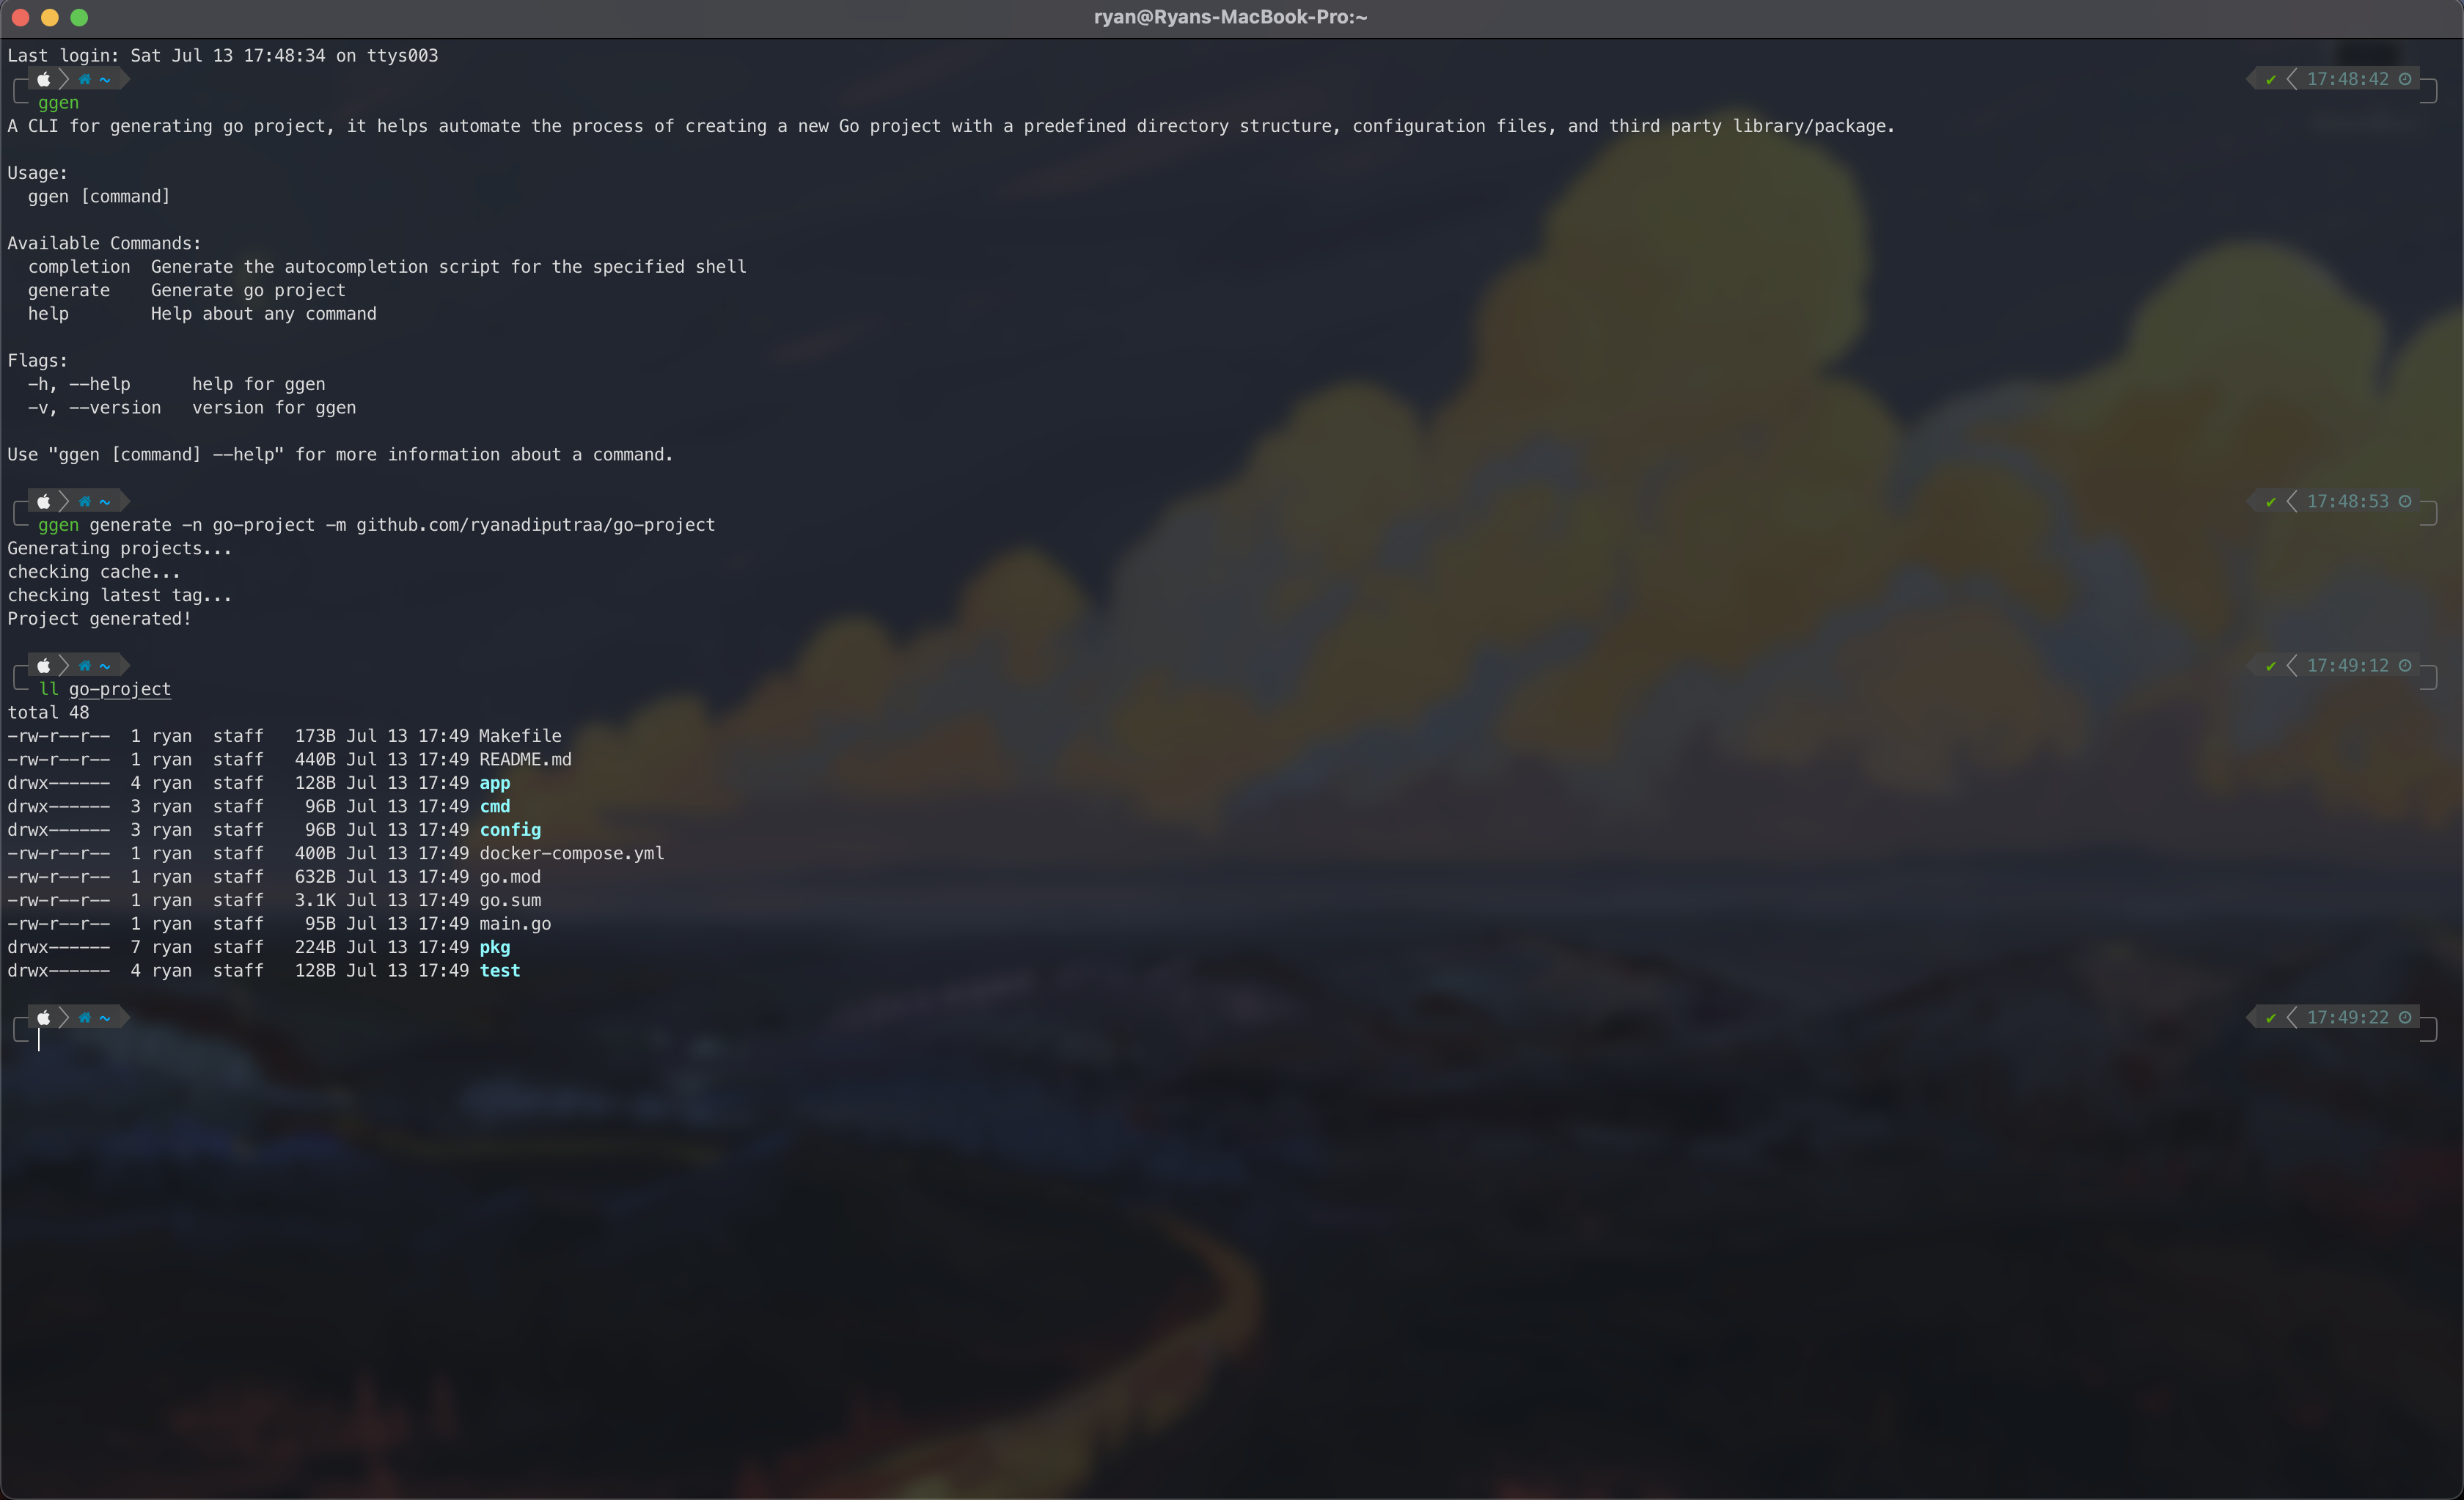 ryan@Ryans-MacBook-Pro:~
Last login: Sat Jul 13 17:48:34 on ttys003
~ 17:48:42
ggen
A CLI for generating go project, it helps automate the process of creating a new Go project with a predefined directory structure, configuration files, and third party library/package.
Usage:
  ggen [command]
Available Commands:
  completion  Generate the autocompletion script for the specified shell
  generate    Generate go project
  help        Help about any command
Flags:
  -h, --help      help for ggen
  -v, --version   version for ggen
Use "ggen [command] --help" for more information about a command.
~ 17:48:53
ggen generate -n go-project -m github.com/ryanadiputraa/go-project
Generating projects...
checking cache...
checking latest tag...
Project generated!
~ 17:49:12
ll go-project
total 48
-rw-r--r--  1 ryan  staff   173B Jul 13 17:49 Makefile
-rw-r--r--  1 ryan  staff   440B Jul 13 17:49 README.md
drwx------  4 ryan  staff   128B Jul 13 17:49 app
drwx------  3 ryan  staff    96B Jul 13 17:49 cmd
drwx------  3 ryan  staff    96B Jul 13 17:49 config
-rw-r--r--  1 ryan  staff   400B Jul 13 17:49 docker-compose.yml
-rw-r--r--  1 ryan  staff   632B Jul 13 17:49 go.mod
-rw-r--r--  1 ryan  staff   3.1K Jul 13 17:49 go.sum
-rw-r--r--  1 ryan  staff    95B Jul 13 17:49 main.go
drwx------  7 ryan  staff   224B Jul 13 17:49 pkg
drwx------  4 ryan  staff   128B Jul 13 17:49 test
~ 17:49:22